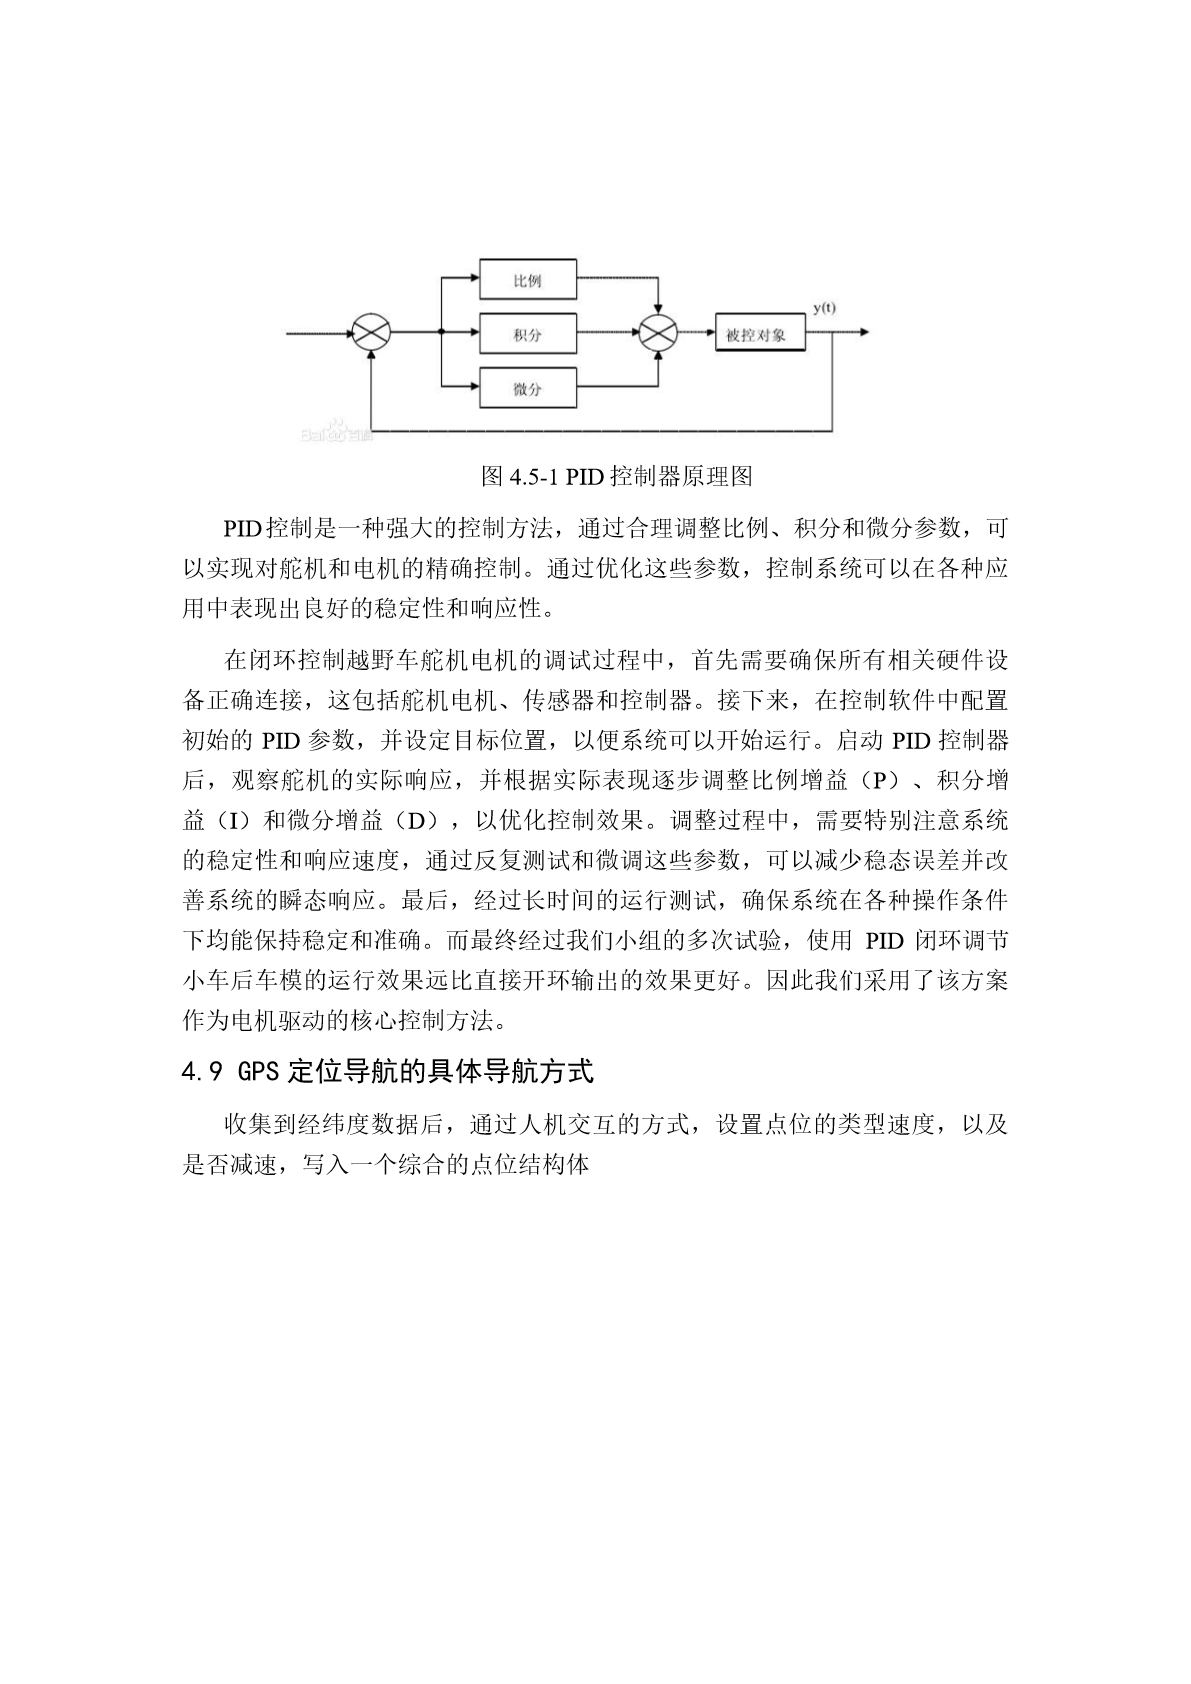 比例
y(t)
积分
被控对象
微分
Bai百科
图 4.5-1 PID 控制器原理图
PID控制是一种强大的控制方法，通过合理调整比例、积分和微分参数，可
以实现对舵机和电机的精确控制。通过优化这些参数，控制系统可以在各种应
用中表现出良好的稳定性和响应性。
在闭环控制越野车舵机电机的调试过程中，首先需要确保所有相关硬件设
备正确连接，这包括舵机电机、传感器和控制器。接下来，在控制软件中配置
初始的 PID 参数，并设定目标位置，以便系统可以开始运行。启动 PID 控制器
后，观察舵机的实际响应，并根据实际表现逐步调整比例增益（P）、积分增
益（I）和微分增益（D），以优化控制效果。调整过程中，需要特别注意系统
的稳定性和响应速度，通过反复测试和微调这些参数，可以减少稳态误差并改
善系统的瞬态响应。最后，经过长时间的运行测试，确保系统在各种操作条件
下均能保持稳定和准确。而最终经过我们小组的多次试验，使用 PID 闭环调节
小车后车模的运行效果远比直接开环输出的效果更好。因此我们采用了该方案
作为电机驱动的核心控制方法。
4.9 GPS 定位导航的具体导航方式
收集到经纬度数据后，通过人机交互的方式，设置点位的类型速度，以及
是否减速，写入一个综合的点位结构体